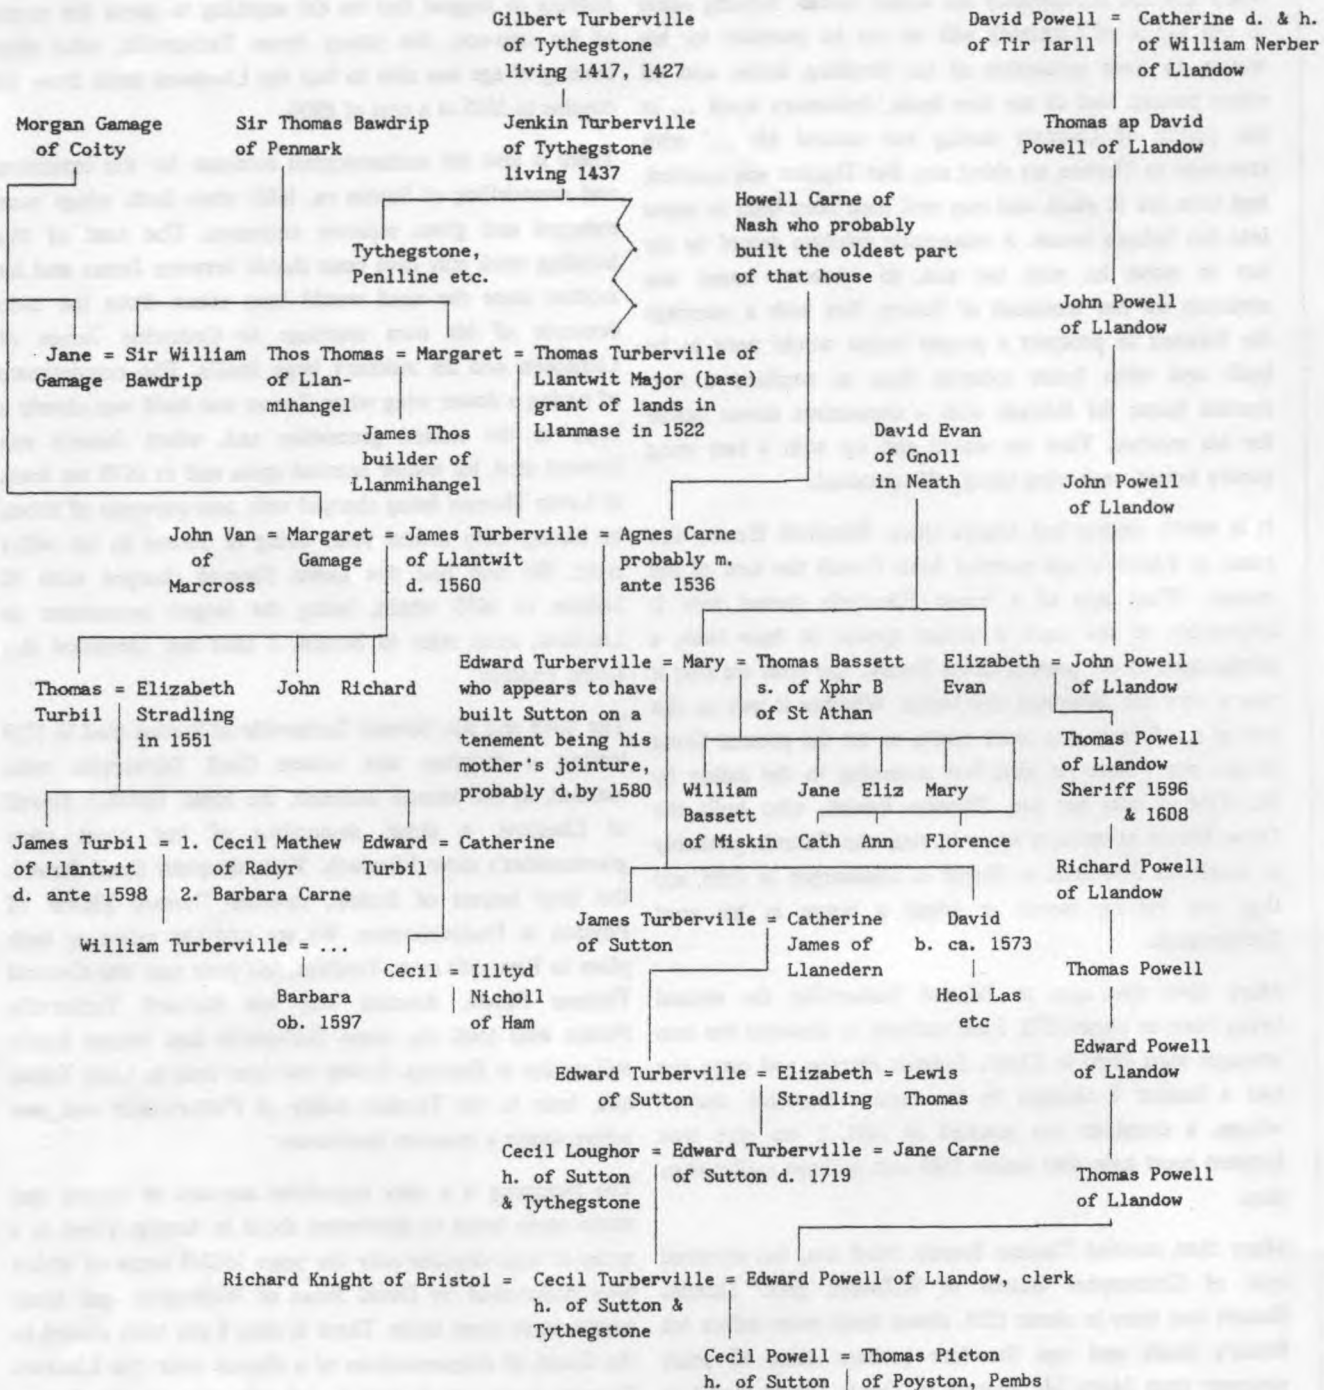 Gilbert Turberville
of Tythegstone
living 1417, 1427
David Powell = Catherine d. & h.
of Tir Iarll of William Nerber
of Llandow
Morgan Gamage
of Coity
Sir Thomas Bawdrip
of Penmark
Jenkin Turberville
of Tythegstone
living 1437
Thomas ap David
Powell of Llandow
Tythegstone,
Penlline etc.
Howell Carne of
Nash who probably
built the oldest part
of that house
John Powell
of Llandow
Jane = Sir William
Gamage Bawdrip
Thos Thomas = Margaret = Thomas Turberville of
of Llan-
mihangel
Llantwit Major (base)
grant of lands in
Llanmase in 1522
James Thos
builder of
Llanmihangel
David Evan
of Gnoll
in Neath
John Powell
of Llandow
John Van = Margaret = James Turberville = Agnes Carne
of Gamage of Llantwit probably m.
Marcross d. 1560 ante 1536
Thomas = Elizabeth
Turbil Stradling
in 1551
John Richard
Edward Turberville = Mary = Thomas Bassett
who appears to have
built Sutton on a
tenement being his
mother's jointure,
probably d. by 1580
s. of Xphr B
of St Athan
Elizabeth = John Powell
Evan of Llandow
Thomas Powell
of Llandow
Sheriff 1596
& 1608
William
Bassett
of Miskin
Jane Eliz Mary
Cath Ann Florence
James Turbil = 1. Cecil Mathew
of Llantwit of Radyr
d. ante 1598 2. Barbara Carne
Edward = Catherine
Turbil
Richard Powell
of Llandow
William Turberville = ...
Barbara
ob. 1597
Cecil = Illtyd
Nicholl
of Ham
James Turberville = Catherine
of Sutton James of
Llanedern
David
b. ca. 1573
Heol Las
etc
Thomas Powell
Edward Powell
of Llandow
Edward Turberville = Elizabeth = Lewis
of Sutton Stradling Thomas
Cecil Loughor = Edward Turberville = Jane Carne
h. of Sutton of Sutton d. 1719
& Tythegstone
Thomas Powell
of Llandow
Richard Knight of Bristol = Cecil Turberville = Edward Powell of Llandow, clerk
h. of Sutton &
Tythegstone
Cecil Powell = Thomas Picton
h. of Sutton of Poyston, Pembs